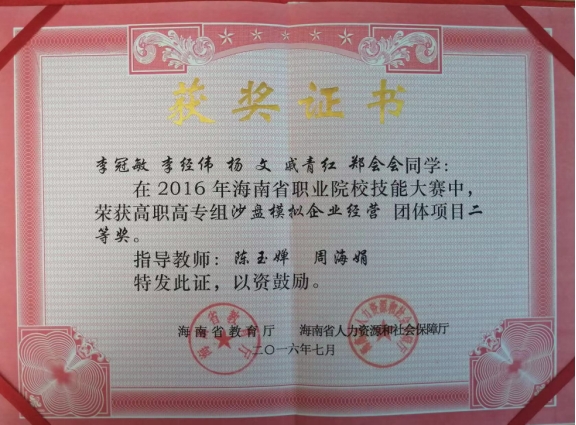 获奖证书
李冠敏 李经伟 杨 文 戚青红 郑会会同学:
在2016年海南省职业院校技能大赛中,
荣获高职高专组沙盘模拟企业经营 团体项目二
等奖。
指导教师: 陈玉婵 周海娟
特发此证,以资鼓励。
海南省教育厅 海南省人力资源和社会保障厅
二〇一六年七月